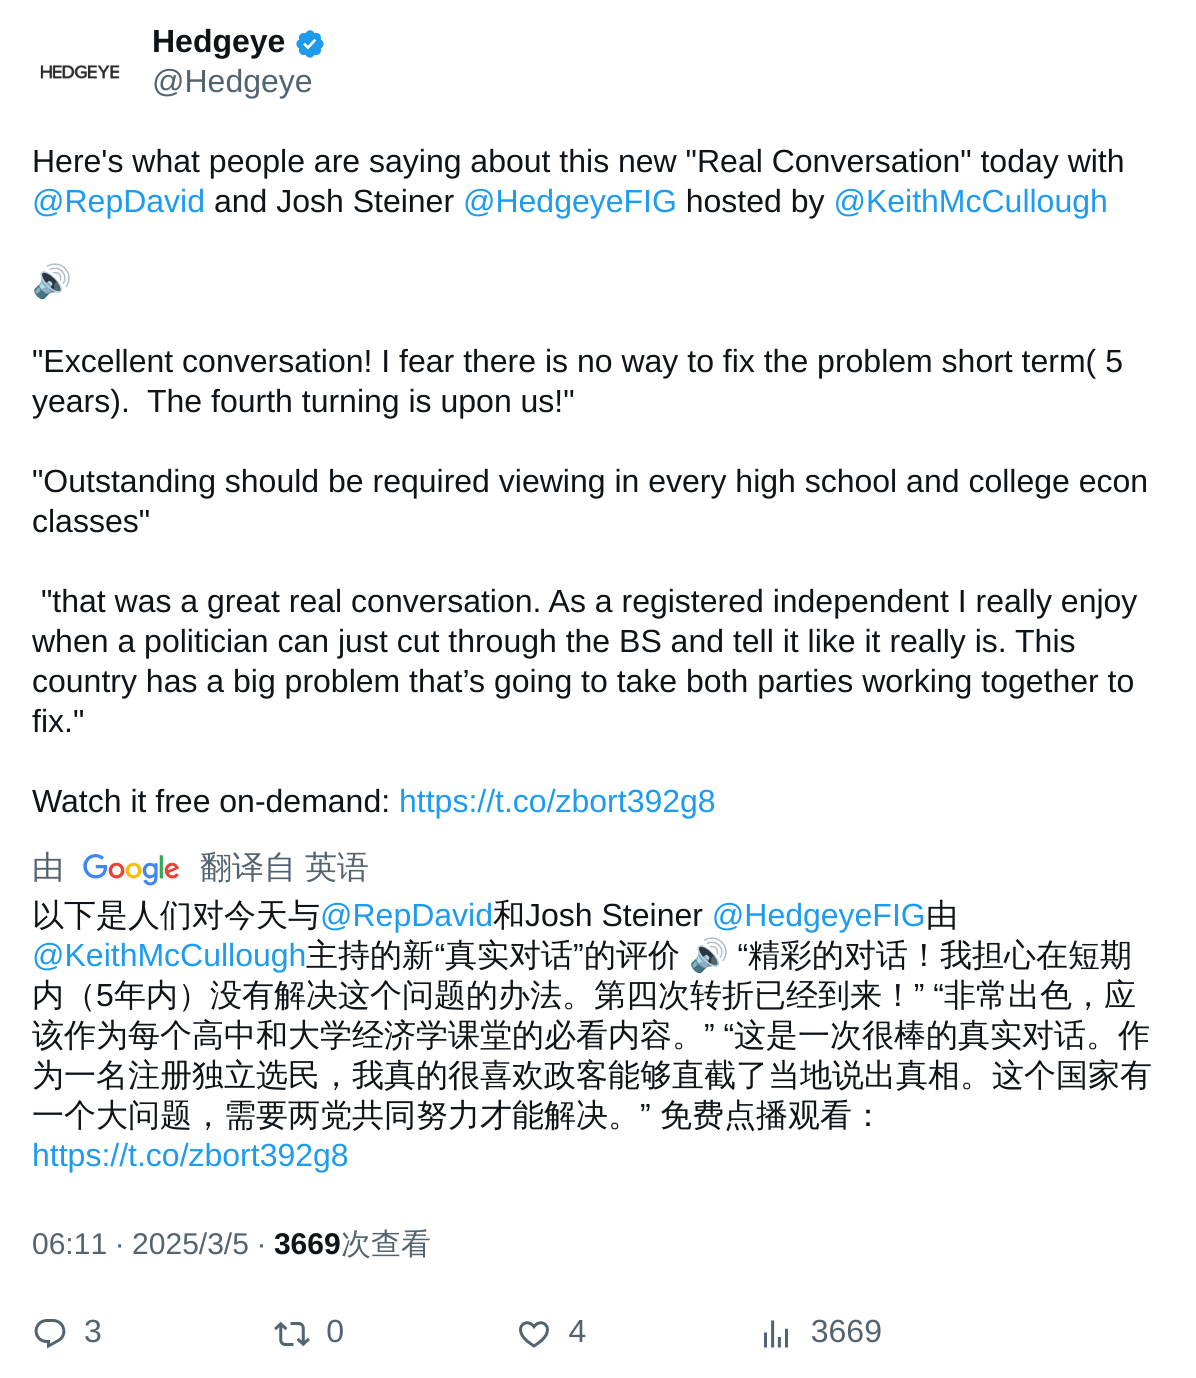 HEDGEYE
Hedgeye
@Hedgeye
Here's what people are saying about this new "Real Conversation" today with
@RepDavid and Josh Steiner @HedgeyeFIG hosted by @KeithMcCullough
🔊
"Excellent conversation! I fear there is no way to fix the problem short term( 5
years).  The fourth turning is upon us!"
"Outstanding should be required viewing in every high school and college econ
classes"
"that was a great real conversation. As a registered independent I really enjoy
when a politician can just cut through the BS and tell it like it really is. This
country has a big problem that’s going to take both parties working together to
fix."
Watch it free on-demand: https://t.co/zbort392g8
由 Google 翻译自 英语
以下是人们对今天与@RepDavid和Josh Steiner @HedgeyeFIG由
@KeithMcCullough主持的新“真实对话”的评价 🔊 “精彩的对话！我担心在短期
内（5年内）没有解决这个问题的办法。第四次转折已经到来！” “非常出色，应
该作为每个高中和大学经济学课堂的必看内容。” “这是一次很棒的真实对话。作
为一名注册独立选民，我真的很喜欢政客能够直截了当地说出真相。这个国家有
一个大问题，需要两党共同努力才能解决。” 免费点播观看：
https://t.co/zbort392g8
06:11 · 2025/3/5 · 3669次查看
3 0 4 3669